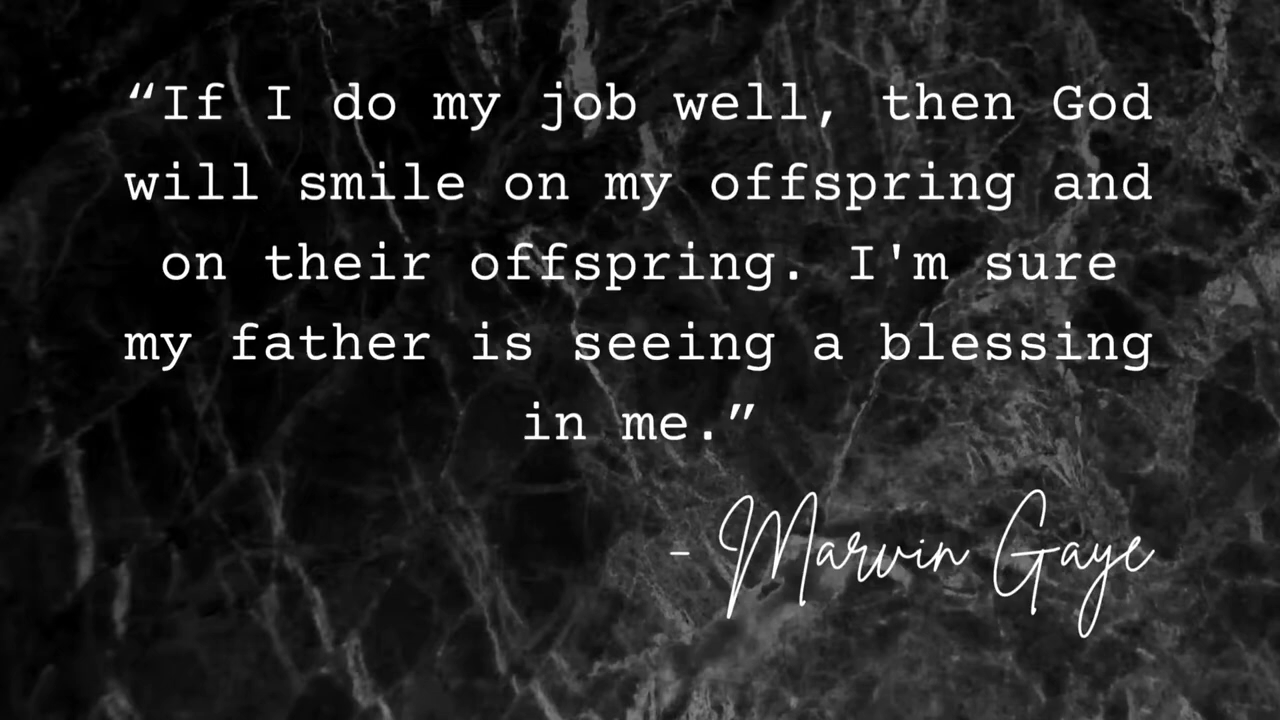 “If I do my job well, then God
will smile on my offspring and
on their offspring. I'm sure
my father is seeing a blessing
in me.”
- Marvin Gaye